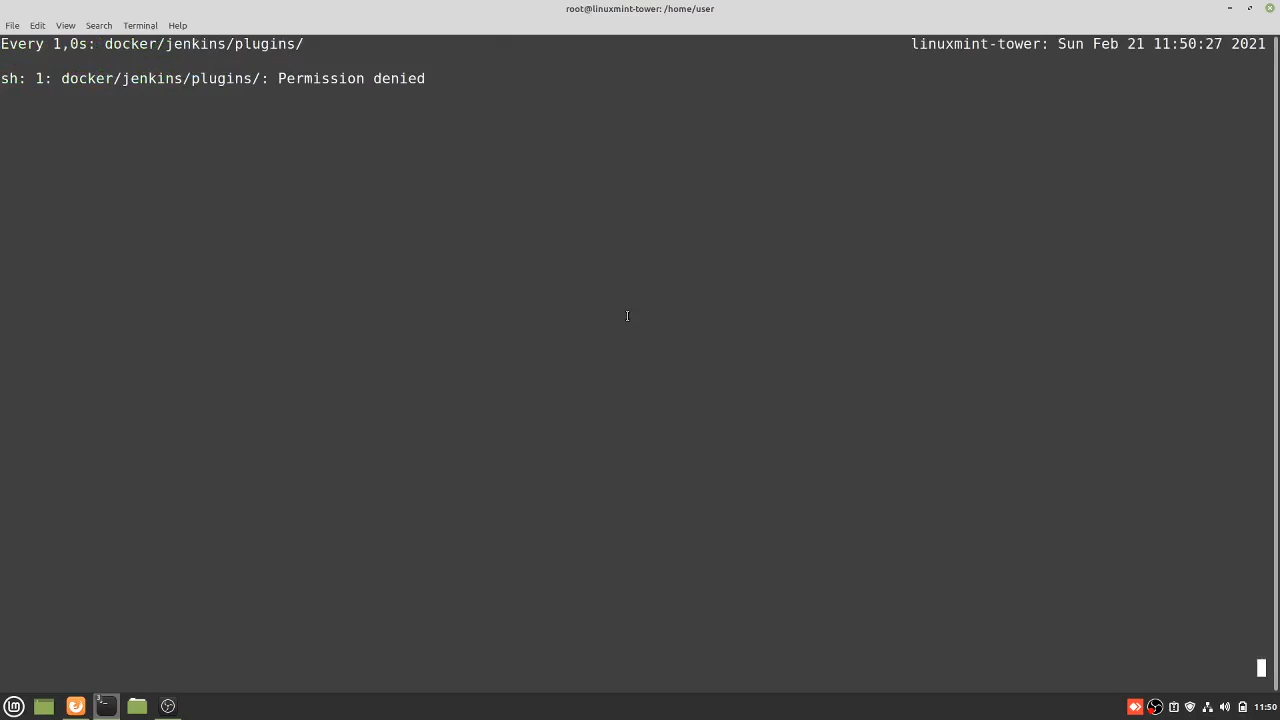 root@linuxmint-tower: /home/user
File Edit View Search Terminal Help
Every 1,0s: docker/jenkins/plugins/ linuxmint-tower: Sun Feb 21 11:50:27 2021
sh: 1: docker/jenkins/plugins/: Permission denied
3
11:50